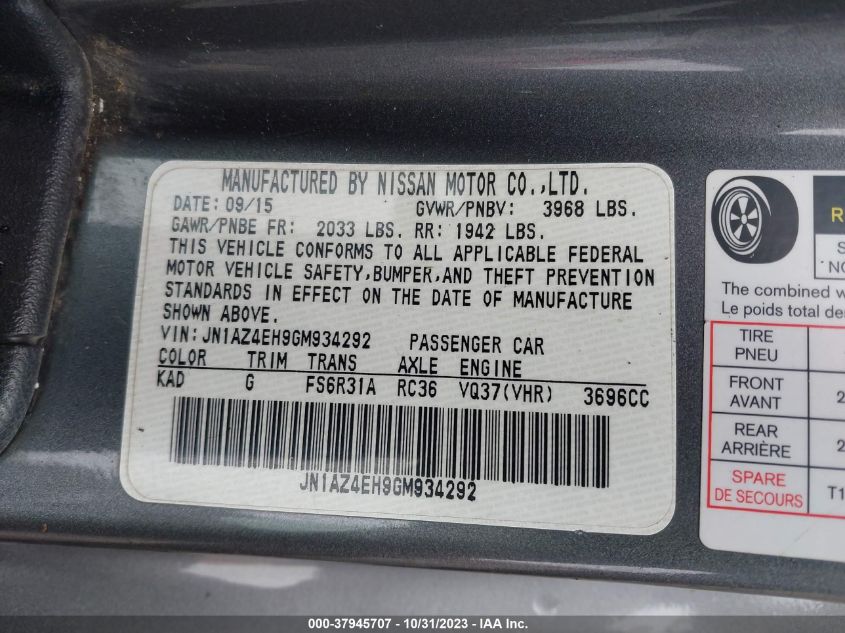 MANUFACTURED BY NISSAN MOTOR CO.,LTD.
DATE: 09/15 GVWR/PNBV: 3968 LBS.
GAWR/PNBE FR: 2033 LBS. RR: 1942 LBS.
THIS VEHICLE CONFORMS TO ALL APPLICABLE FEDERAL
MOTOR VEHICLE SAFETY,BUMPER,AND THEFT PREVENTION
STANDARDS IN EFFECT ON THE DATE OF MANUFACTURE
SHOWN ABOVE.
VIN: JN1AZ4EH9GM934292 PASSENGER CAR
COLOR TRIM TRANS AXLE ENGINE
KAD G FS6R31A RC36 VQ37(VHR) 3696CC
JN1AZ4EH9GM934292
The combined
Le poids total
TIRE
PNEU
FRONT
AVANT
2
REAR
ARRIÈRE
2
SPARE
DE SECOURS
T1
000-37945707 - 10/31/2023 - IAA Inc.